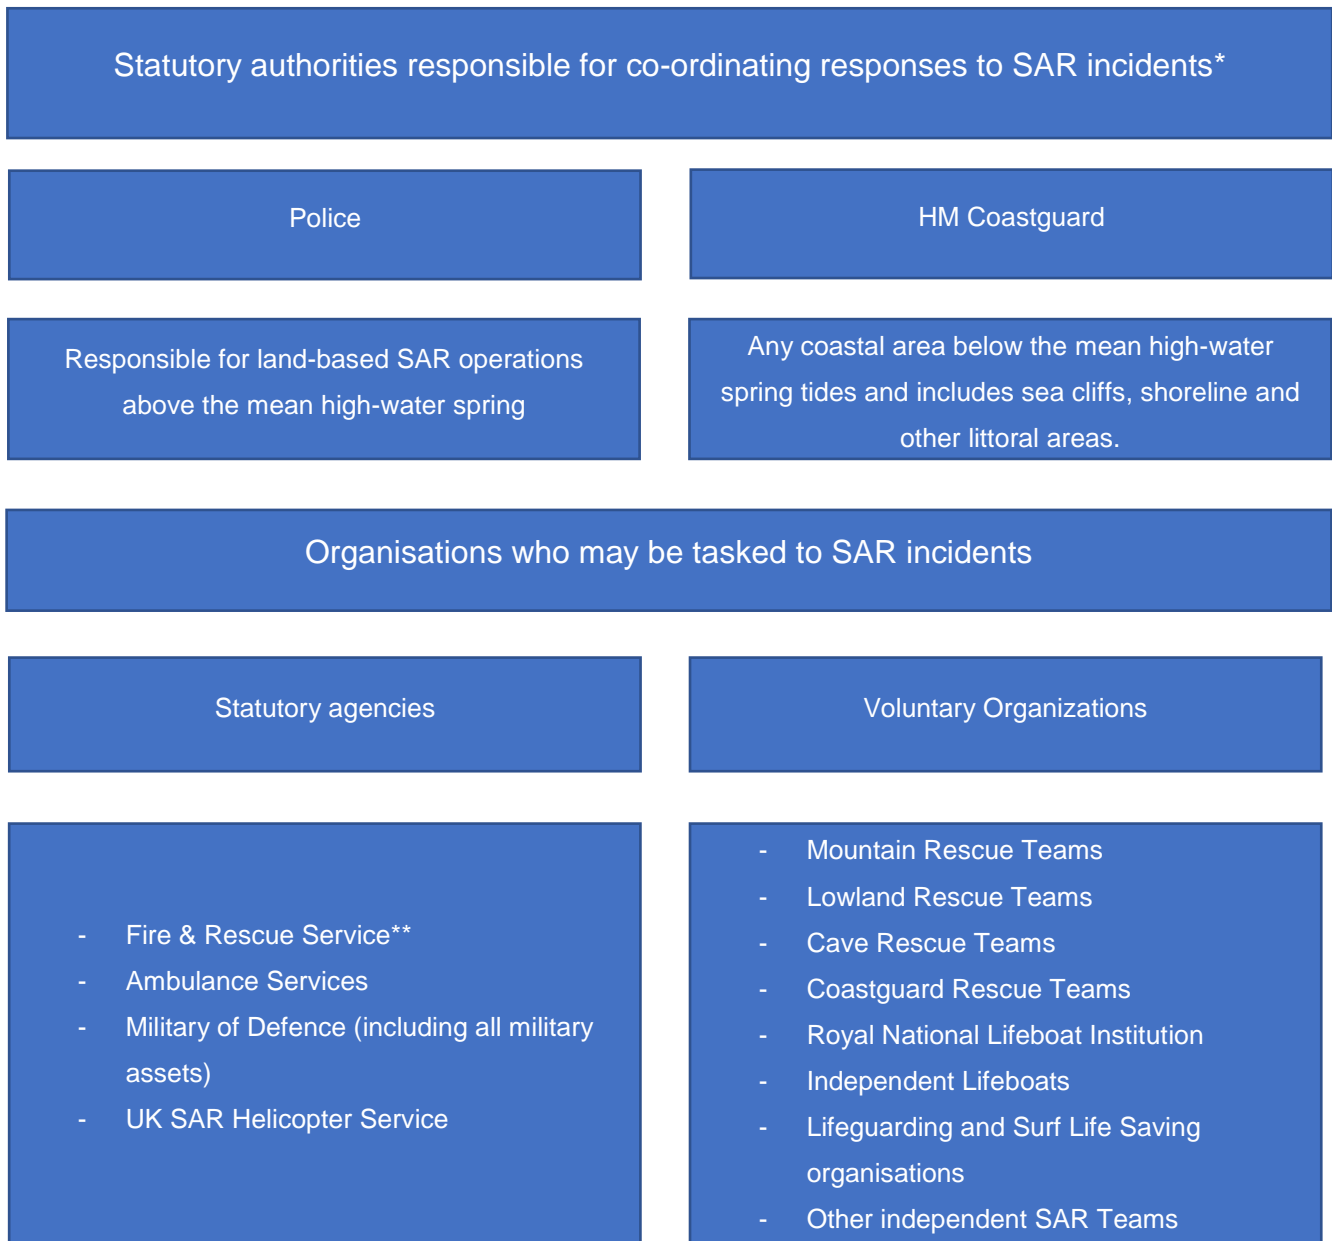 Statutory authorities responsible for co-ordinating responses to SAR incidents*
Police
HM Coastguard
Responsible for land-based SAR operations
above the mean high-water spring
Any coastal area below the mean high-water
spring tides and includes sea cliffs, shoreline and
other littoral areas.
Organisations who may be tasked to SAR incidents
Statutory agencies
Voluntary Organizations
- Fire & Rescue Service**
- Ambulance Services
- Military of Defence (including all military
assets)
- UK SAR Helicopter Service
- Mountain Rescue Teams
- Lowland Rescue Teams
- Cave Rescue Teams
- Coastguard Rescue Teams
- Royal National Lifeboat Institution
- Independent Lifeboats
- Lifeguarding and Surf Life Saving
organisations
- Other independent SAR Teams